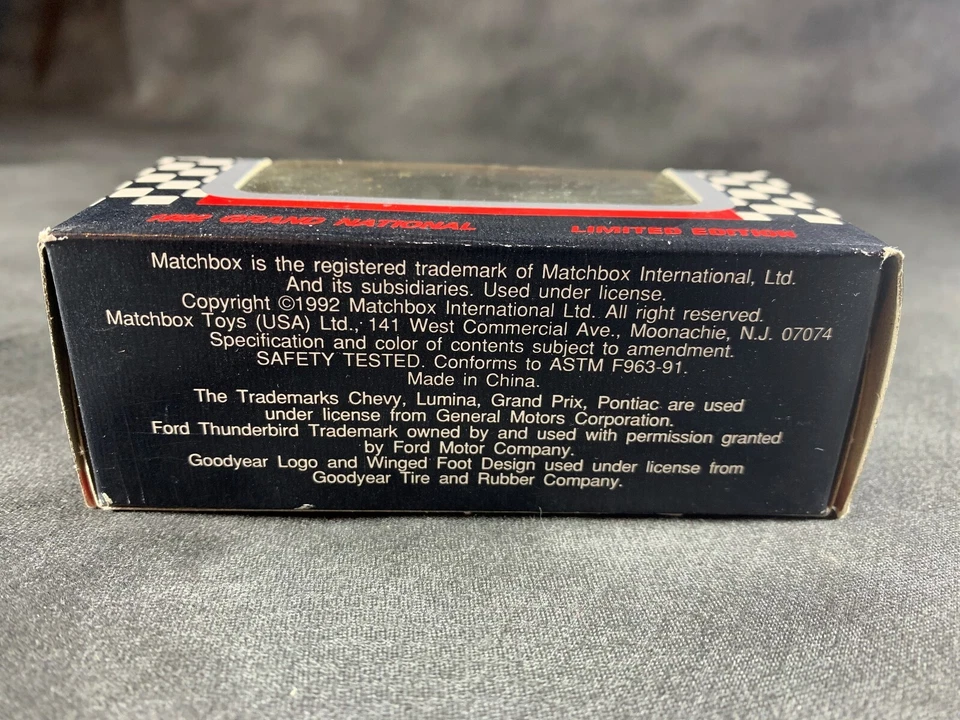 GRAND NATIONAL LIMITED EDITION
Matchbox is the registered trademark of Matchbox International, Ltd.
And its subsidiaries. Used under license.
Copyright ©1992 Matchbox International Ltd. All right reserved.
Matchbox Toys (USA) Ltd., 141 West Commercial Ave., Moonachie, N.J. 07074
Specification and color of contents subject to amendment.
SAFETY TESTED. Conforms to ASTM F963-91.
Made in China.
The Trademarks Chevy, Lumina, Grand Prix, Pontiac are used
under license from General Motors Corporation.
Ford Thunderbird Trademark owned by and used with permission granted
by Ford Motor Company.
Goodyear Logo and Winged Foot Design used under license from
Goodyear Tire and Rubber Company.